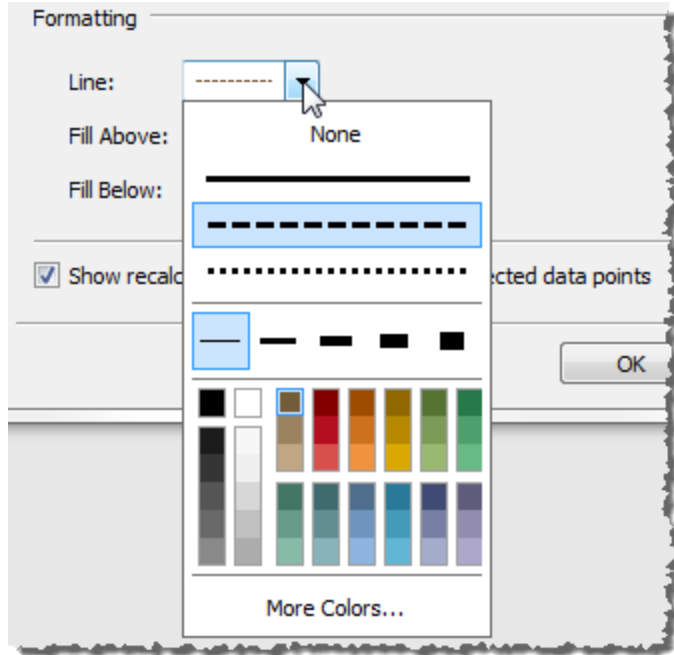 Formatting
Line:
None
Fill Above:
Fill Below:
Show recalc
ected data points
OK
More Colors...